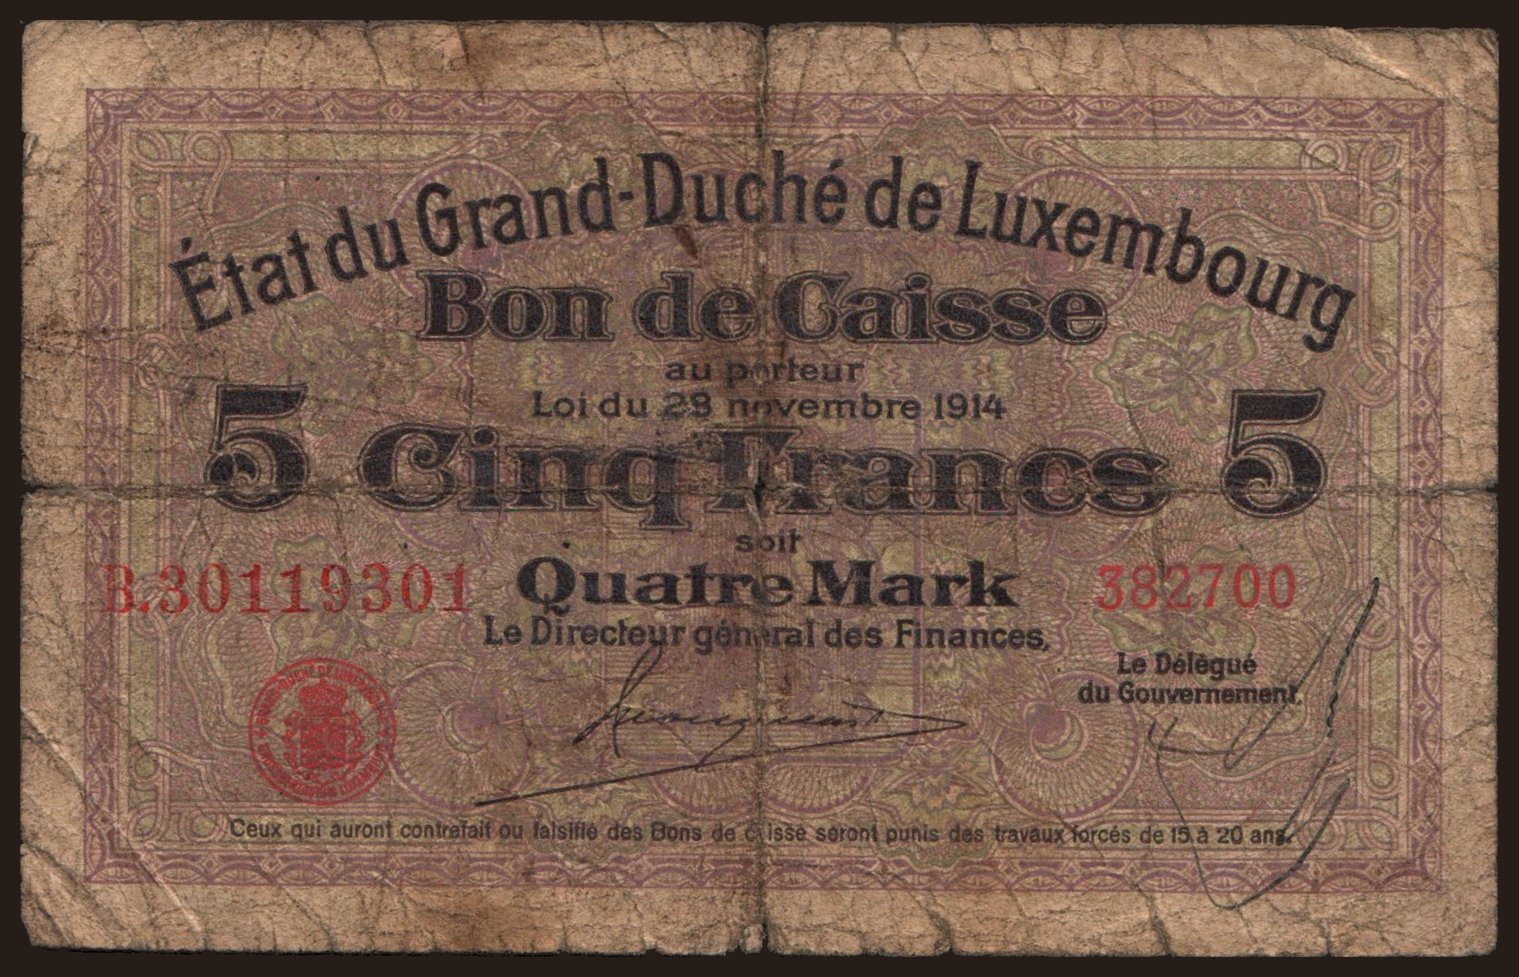 État du Grand-Duché de Luxembourg
Bon de Caisse
au porteur
Loi du 28 novembre 1914
5 Cinq Francs 5
soit
Quatre Mark
B.30119301
382700
Le Directeur général des Finances,
Le Délégué
du Gouvernement,
Ceux qui auront contrefait ou falsifié des Bons de caisse seront punis des travaux forcés de 15 à 20 ans.